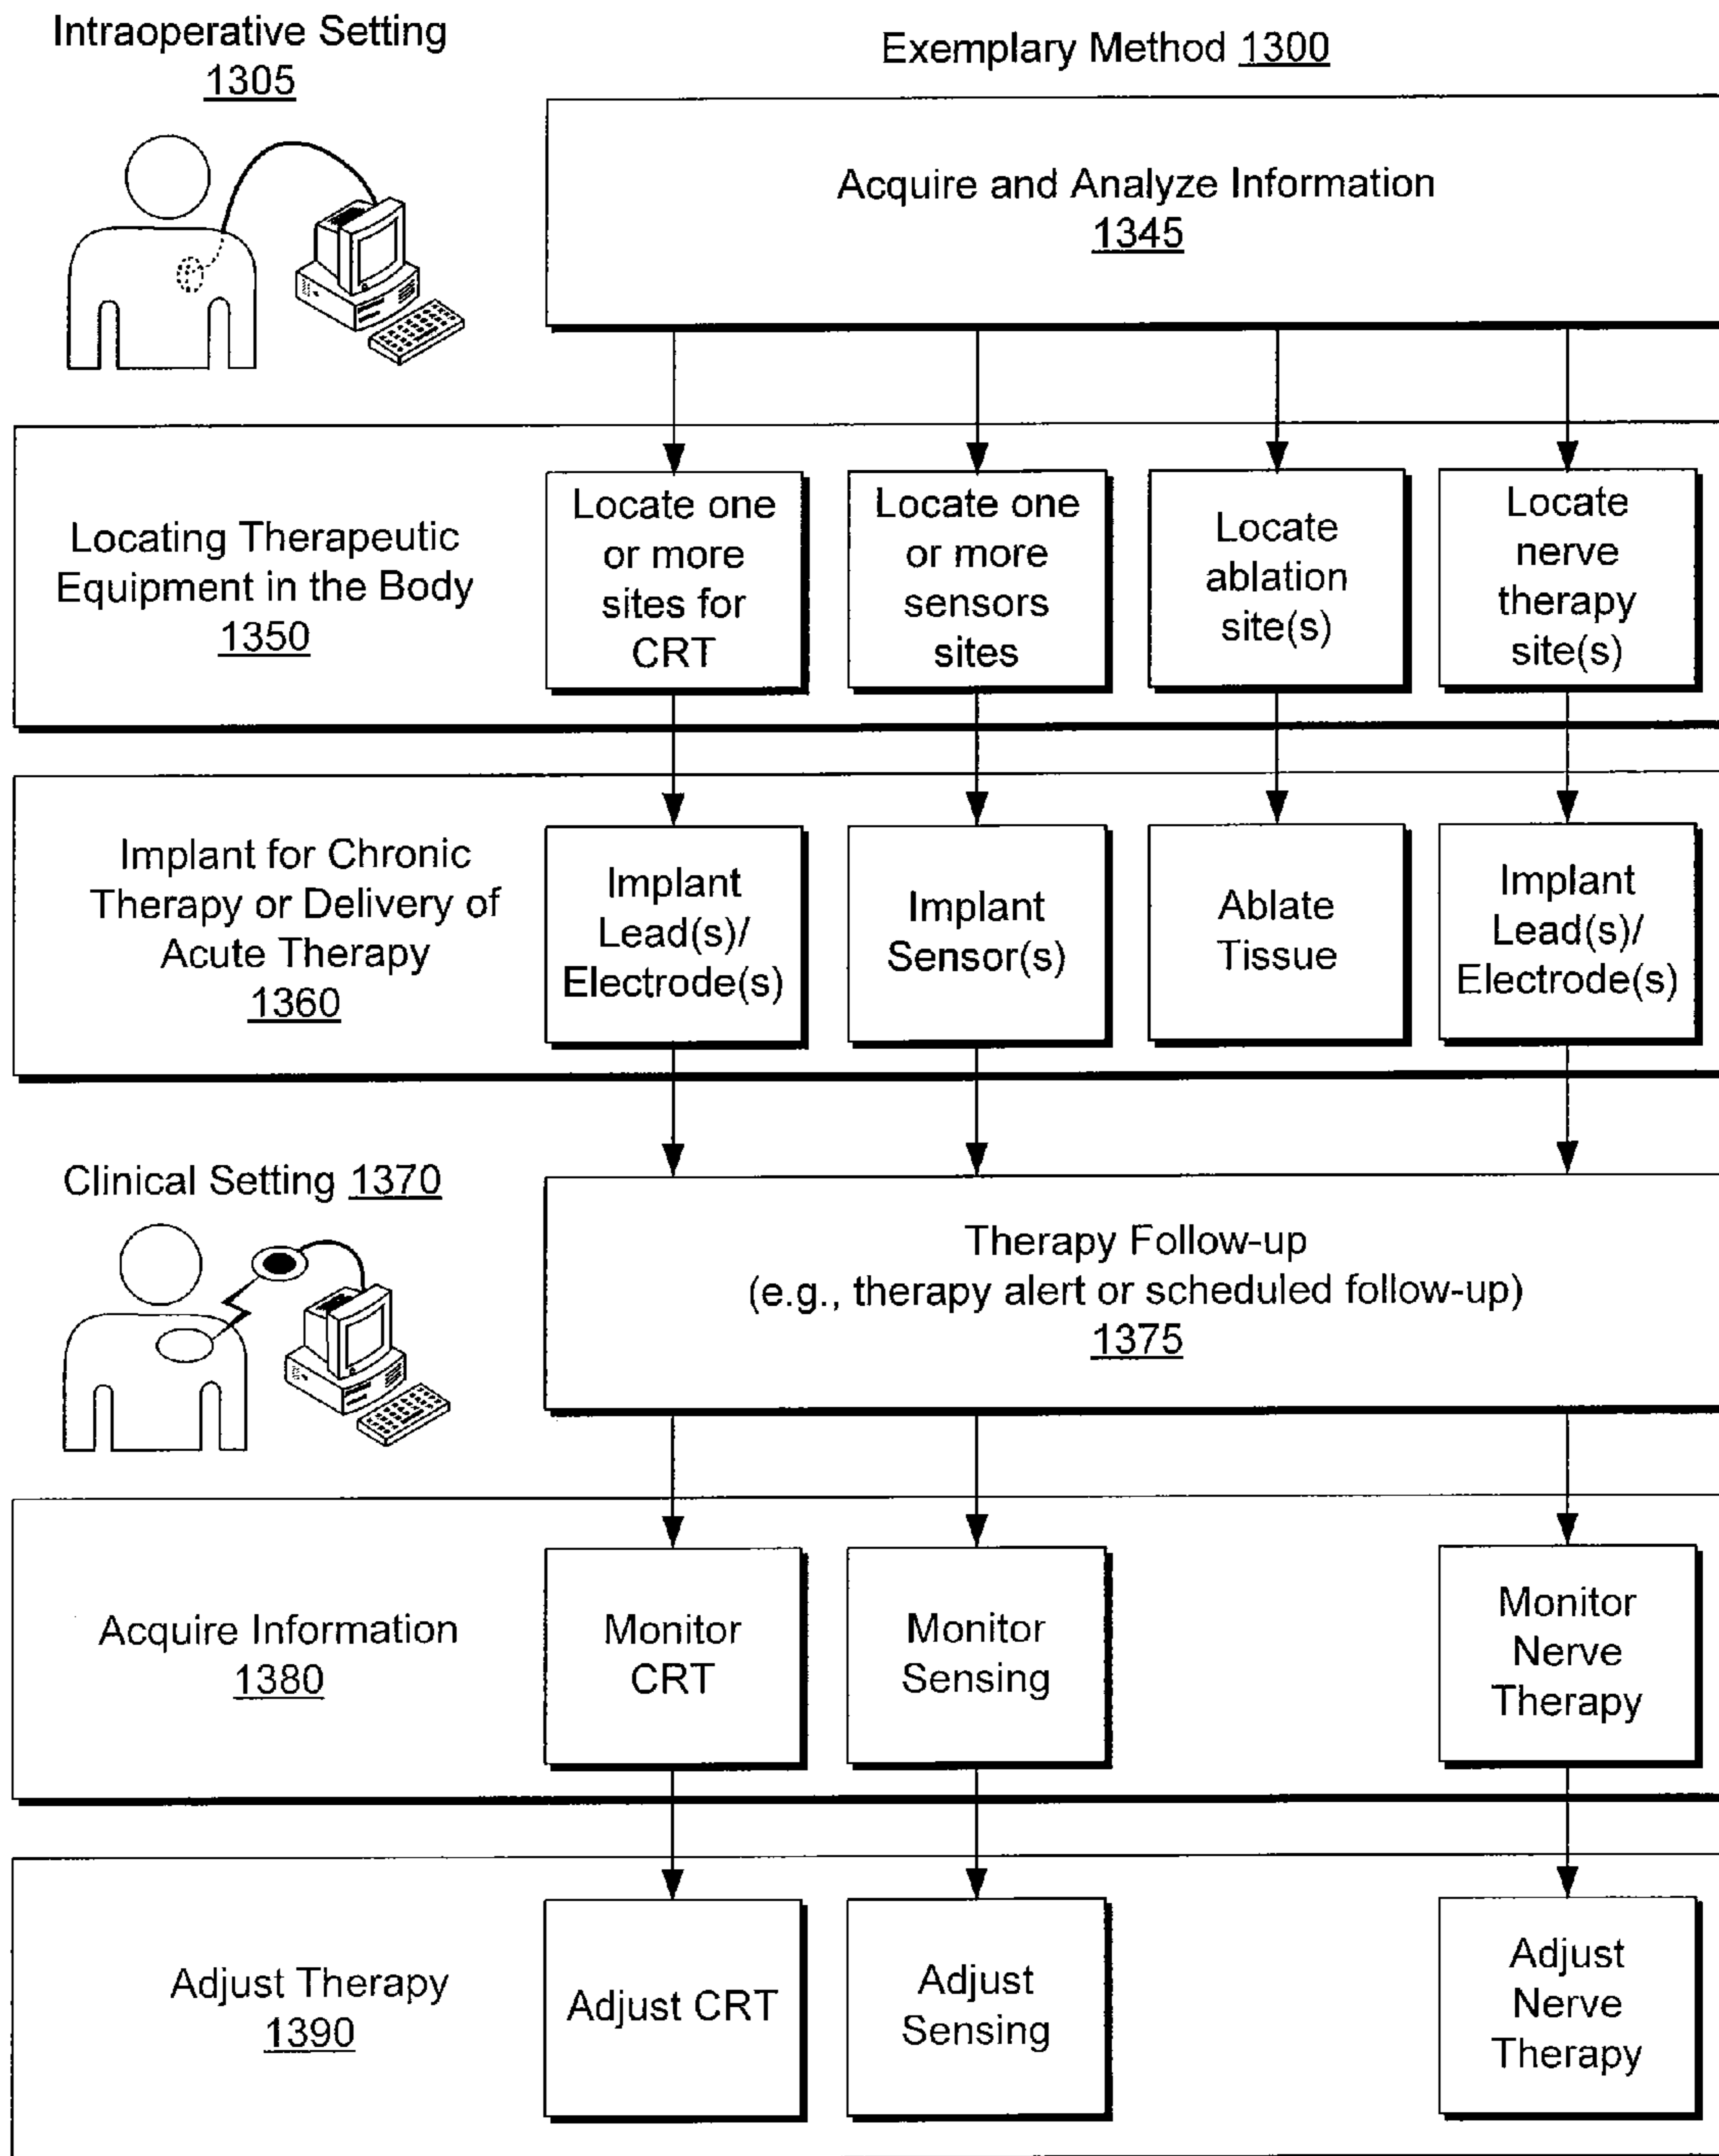 Intraoperative Setting
1305
Exemplary Method 1300
Acquire and Analyze Information
1345
Locating Therapeutic
Equipment in the Body
1350
Locate one
or more
sites for
CRT
Locate one
or more
sensors
sites
Locate
ablation
site(s)
Locate
nerve
therapy
site(s)
Implant for Chronic
Therapy or Delivery of
Acute Therapy
1360
Implant
Lead(s)/
Electrode(s)
Implant
Sensor(s)
Ablate
Tissue
Implant
Lead(s)/
Electrode(s)
Clinical Setting 1370
Therapy Follow-up
(e.g., therapy alert or scheduled follow-up)
1375
Acquire Information
1380
Monitor
CRT
Monitor
Sensing
Monitor
Nerve
Therapy
Adjust Therapy
1390
Adjust CRT
Adjust
Sensing
Adjust
Nerve
Therapy